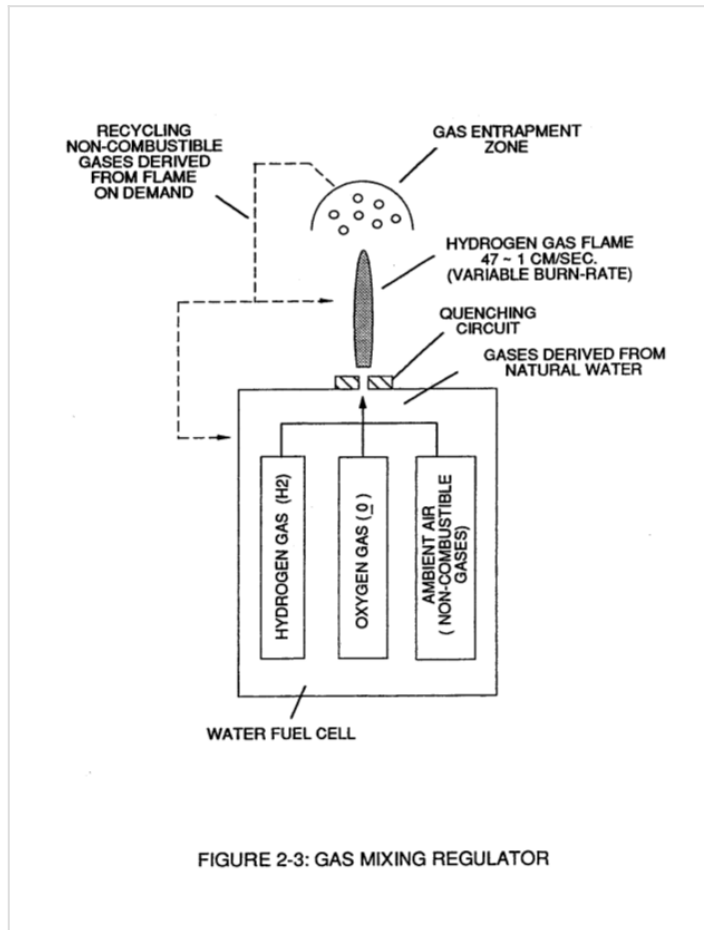 RECYCLING
NON-COMBUSTIBLE
GASES DERIVED
FROM FLAME
ON DEMAND
GAS ENTRAPMENT
ZONE
HYDROGEN GAS FLAME
47 ~ 1 CM/SEC.
(VARIABLE BURN-RATE)
QUENCHING
CIRCUIT
GASES DERIVED FROM
NATURAL WATER
HYDROGEN GAS (H2)
OXYGEN GAS (0)
AMBIENT AIR
( NON-COMBUSTIBLE
GASES)
WATER FUEL CELL
FIGURE 2-3: GAS MIXING REGULATOR